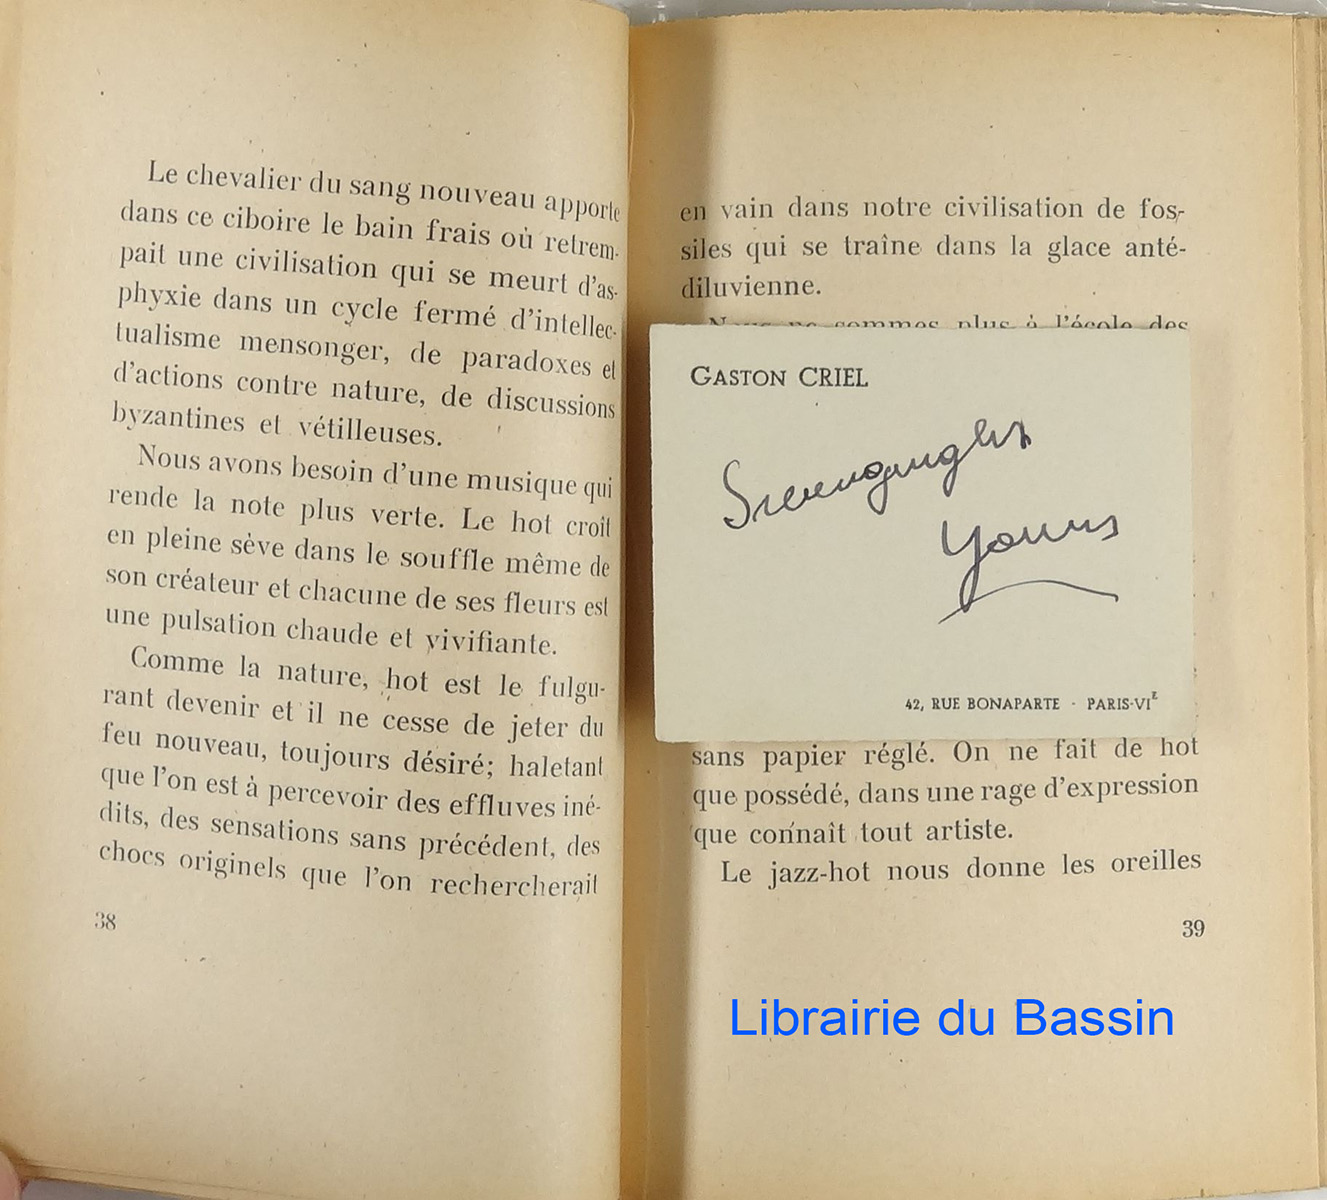 Le chevalier du sang nouveau apporte
dans ce ciboire le bain frais où retrem-
pait une civilisation qui se meurt d'as-
phyxie dans un cycle fermé d'intellec-
tualisme mensonger, de paradoxes et
d'actions contre nature, de discussions
byzantines et vétilleuses.
Nous avons besoin d'une musique qui
rende la note plus verte. Le hot croît
en pleine sève dans le souffle même de
son créateur et chacune de ses fleurs est
une pulsation chaude et vivifiante.
Comme la nature, hot est le fulgu-
rant devenir et il ne cesse de jeter du
feu nouveau, toujours désiré; haletant
que l'on est à percevoir des effluves iné-
dits, des sensations sans précédent, des
chocs originels que l'on rechercherait
38
en vain dans notre civilisation de fos-
siles qui se traîne dans la glace anté-
diluvienne.
Nous ne sommes plus à l'école des
GASTON CRIEL
Yours
42, RUE BONAPARTE - PARIS-VIE
sans papier réglé. On ne fait de hot
que possédé, dans une rage d'expression
que connaît tout artiste.
Le jazz-hot nous donne les oreilles
39
Librairie du Bassin